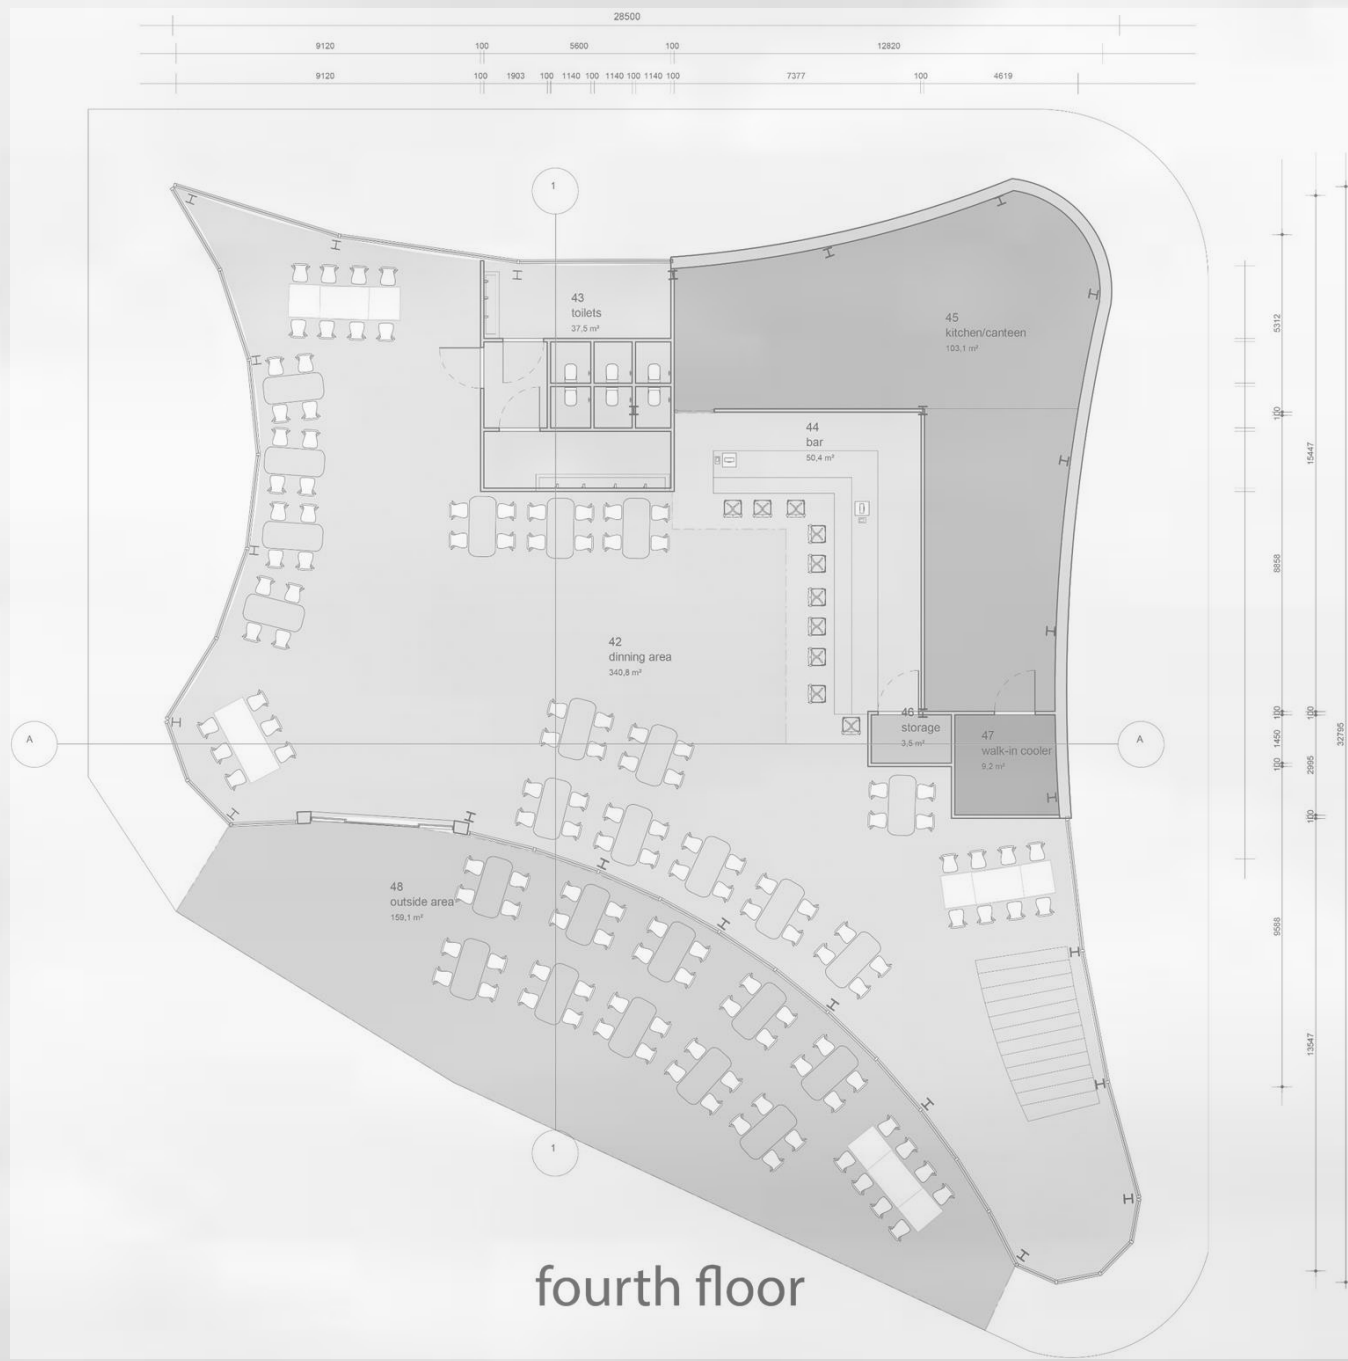 28500
9120 100 5600 100 12820
9120 100 1903 100 1140 100 1140 100 1140 100 7377 100 4619
1
43
toilets
37,5 m²
45
kitchen/canteen
103,1 m²
44
bar
50,4 m²
42
dinning area
340,8 m²
46
storage
3,5 m²
47
walk-in cooler
9,2 m²
A
A
48
outside area
159,1 m²
1
5312
100
8858
100
1450
100
9588
15447
100
2995
100
13547
32795
fourth floor